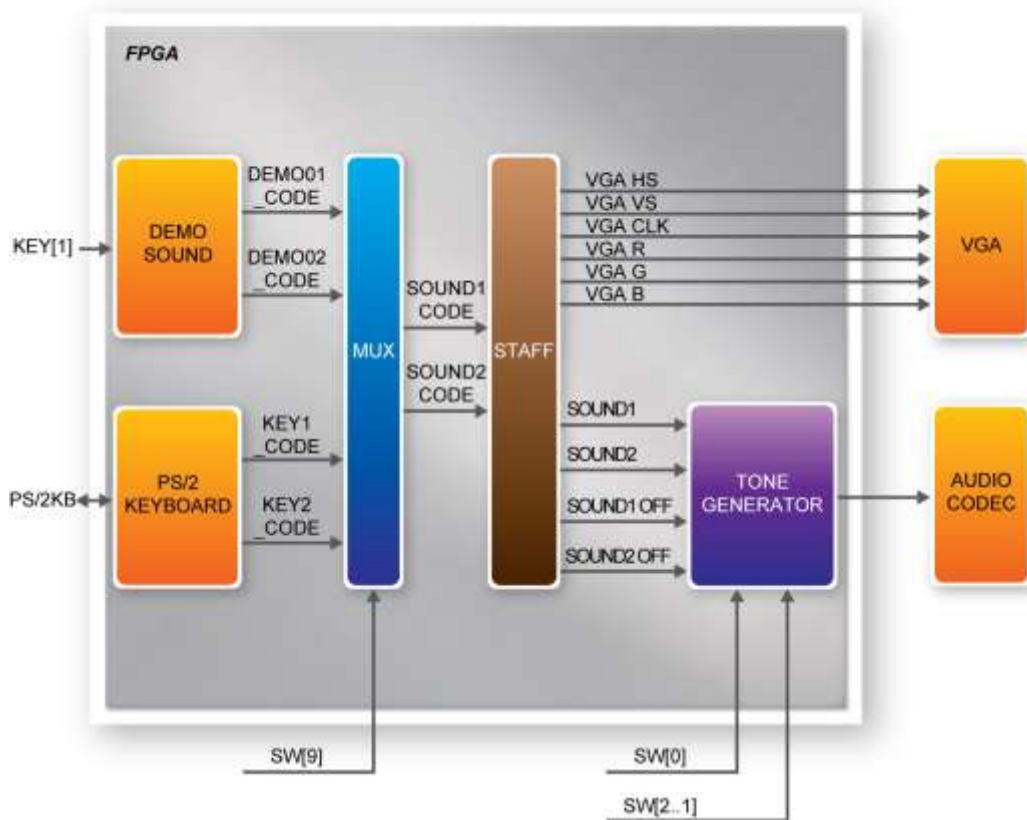 FPGA
KEY[1]
DEMO
SOUND
DEMO01
_CODE
DEMO02
_CODE
PS/2KB
PS/2
KEYBOARD
KEY1
_CODE
KEY2
_CODE
MUX
SOUND1
CODE
SOUND2
CODE
STAFF
VGA HS
VGA VS
VGA CLK
VGA R
VGA G
VGA B
VGA
SOUND1
SOUND2
SOUND1 OFF
SOUND2 OFF
TONE
GENERATOR
AUDIO
CODEC
SW[9]
SW[0]
SW[2..1]